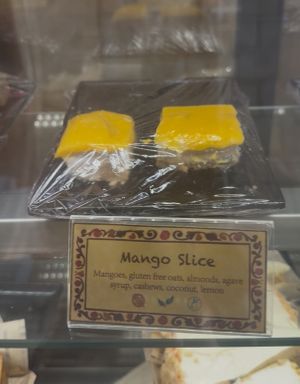 Mango Slice
Mangoes, gluten free oats, almonds, agave
syrup, cashews, coconut, lemon